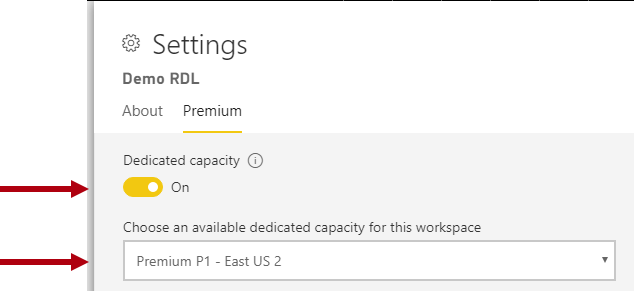 Settings
Demo RDL
About Premium
Dedicated capacity
On
Choose an available dedicated capacity for this workspace
Premium P1 - East US 2